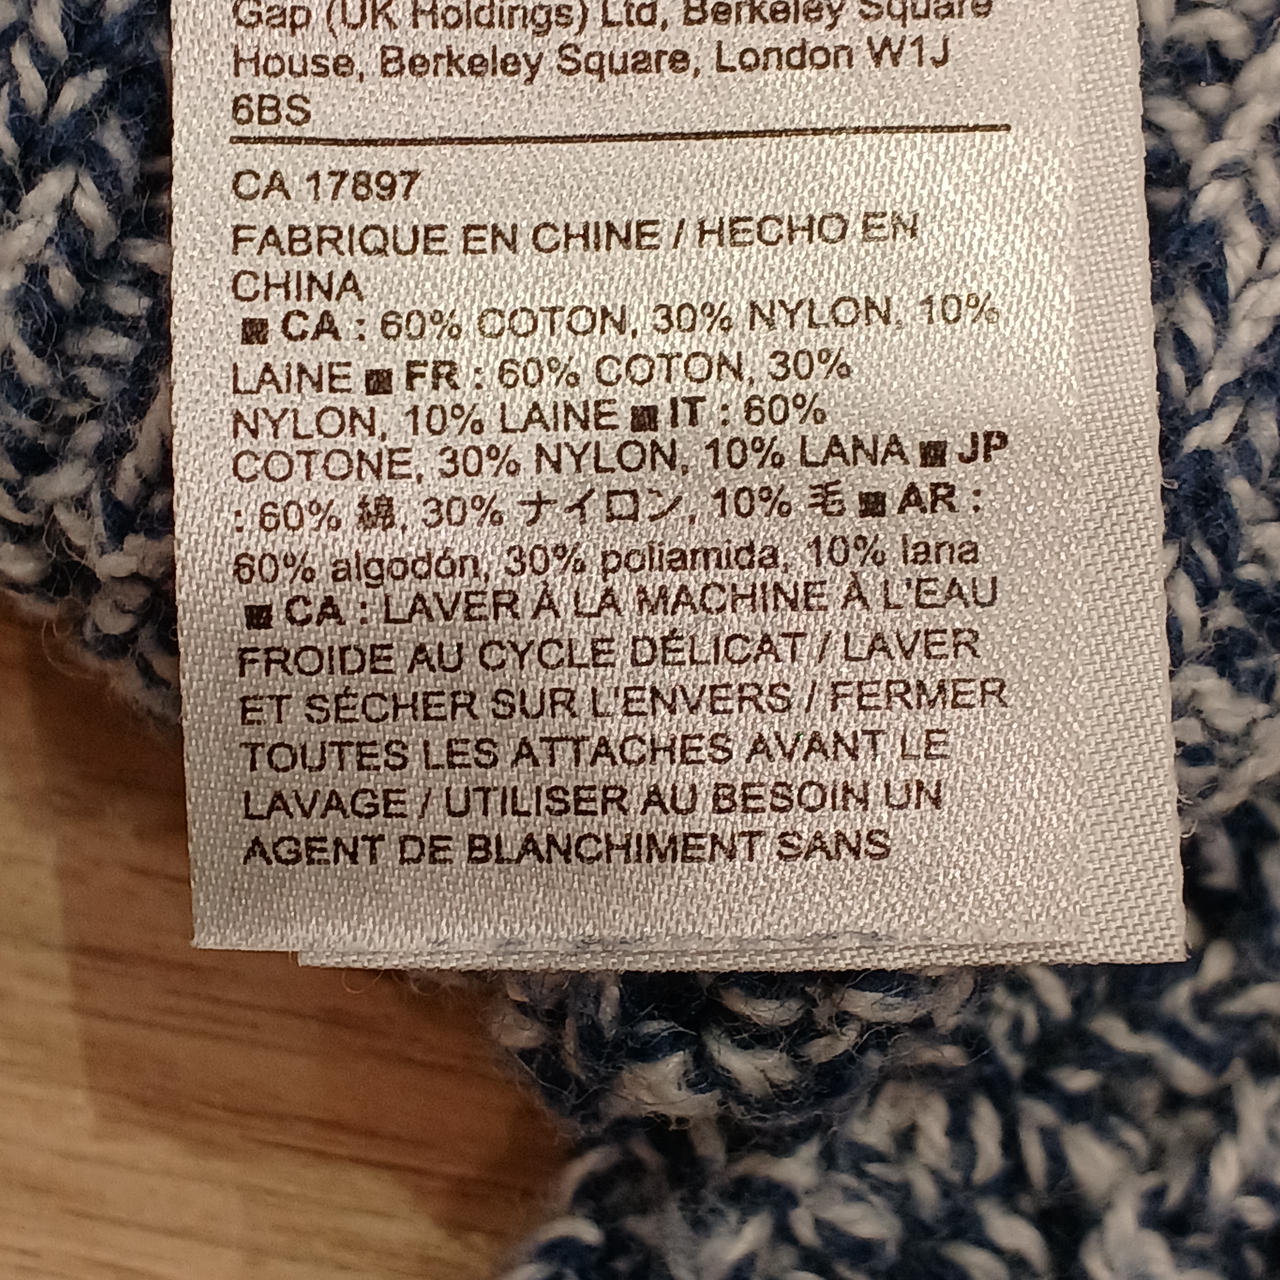 Gap (UK Holdings) Ltd, Berkeley Square
House, Berkeley Square, London W1J
6BS
CA 17897
FABRIQUE EN CHINE / HECHO EN
CHINA
■ CA : 60% COTON, 30% NYLON, 10%
LAINE ■ FR : 60% COTON, 30%
NYLON, 10% LAINE ■ IT : 60%
COTONE, 30% NYLON, 10% LANA ■ JP
: 60% 綿, 30% ナイロン, 10% 毛 ■ AR :
60% algodón, 30% poliamida, 10% lana
■ CA : LAVER À LA MACHINE À L'EAU
FROIDE AU CYCLE DÉLICAT / LAVER
ET SÉCHER SUR L'ENVERS / FERMER
TOUTES LES ATTACHES AVANT LE
LAVAGE / UTILISER AU BESOIN UN
AGENT DE BLANCHIMENT SANS